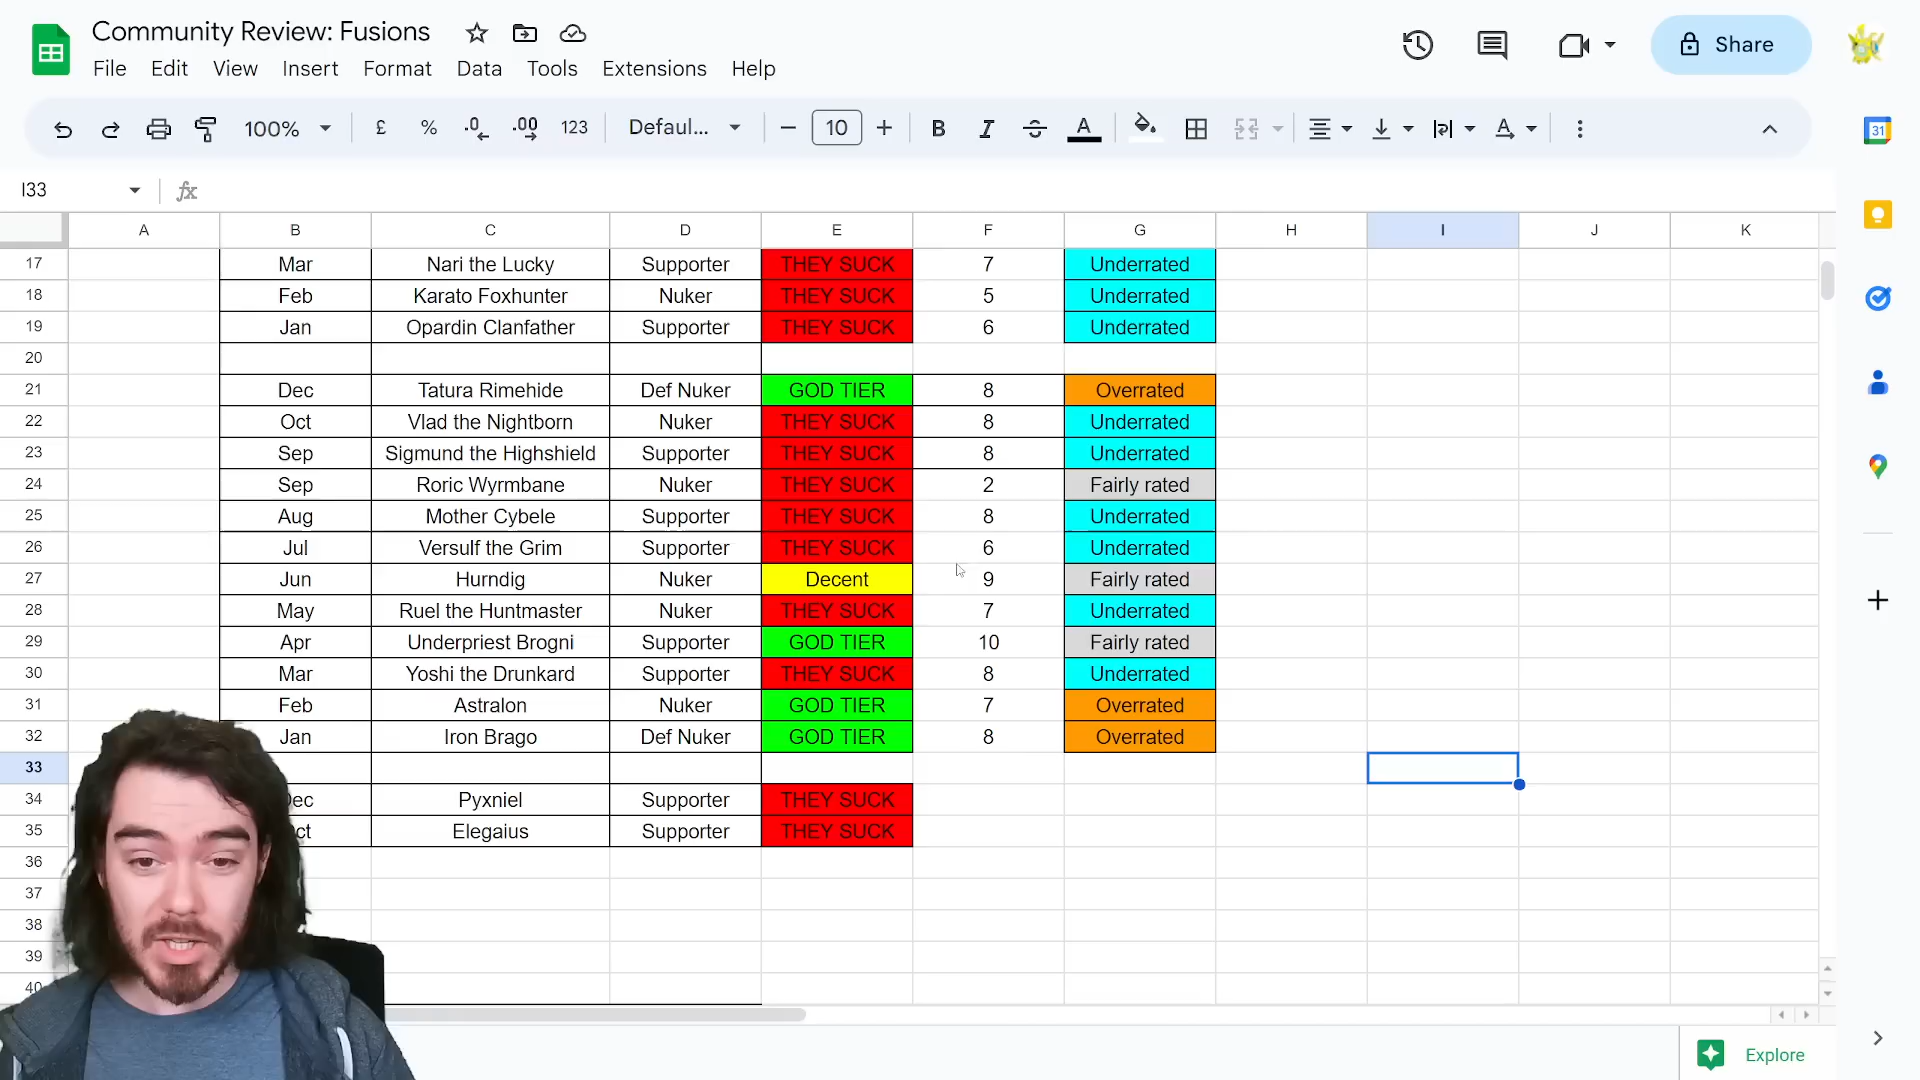 Community Review: Fusions
File Edit View Insert Format Data Tools Extensions Help
Share
100% £ % .0 .00 123 Defaul... 10 B I A
31
I33 fx
A B C D E F G H I J K
17 Mar Nari the Lucky Supporter THEY SUCK 7 Underrated
18 Feb Karato Foxhunter Nuker THEY SUCK 5 Underrated
19 Jan Opardin Clanfather Supporter THEY SUCK 6 Underrated
20
21 Dec Tatura Rimehide Def Nuker GOD TIER 8 Overrated
22 Oct Vlad the Nightborn Nuker THEY SUCK 8 Underrated
23 Sep Sigmund the Highshield Supporter THEY SUCK 8 Underrated
24 Sep Roric Wyrmbane Nuker THEY SUCK 2 Fairly rated
25 Aug Mother Cybele Supporter THEY SUCK 8 Underrated
26 Jul Versulf the Grim Supporter THEY SUCK 6 Underrated
27 Jun Hurndig Nuker Decent 9 Fairly rated
28 May Ruel the Huntmaster Nuker THEY SUCK 7 Underrated
29 Apr Underpriest Brogni Supporter GOD TIER 10 Fairly rated
30 Mar Yoshi the Drunkard Supporter THEY SUCK 8 Underrated
31 Feb Astralon Nuker GOD TIER 7 Overrated
32 Jan Iron Brago Def Nuker GOD TIER 8 Overrated
33
34 Dec Pyxniel Supporter THEY SUCK
35 ct Elegaius Supporter THEY SUCK
36
37
38
39
40
Explore